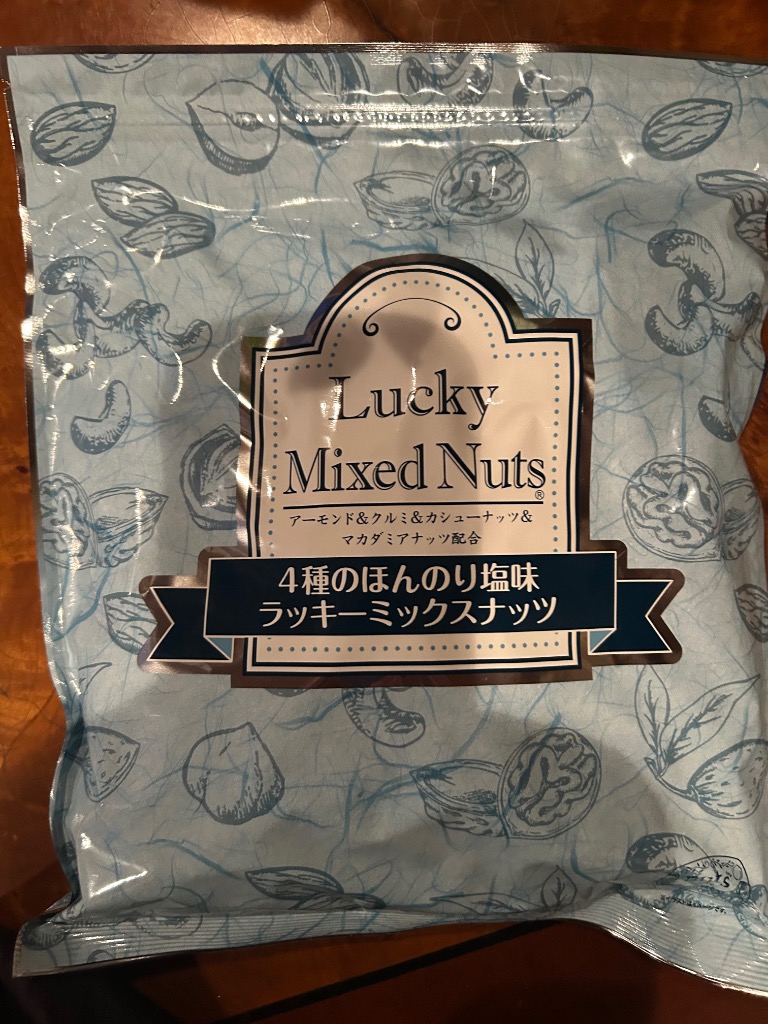 Lucky
Mixed Nuts®
アーモンド&クルミ&カシューナッツ&
マカダミアナッツ配合
4種のほんのり塩味
ラッキーミックスナッツ